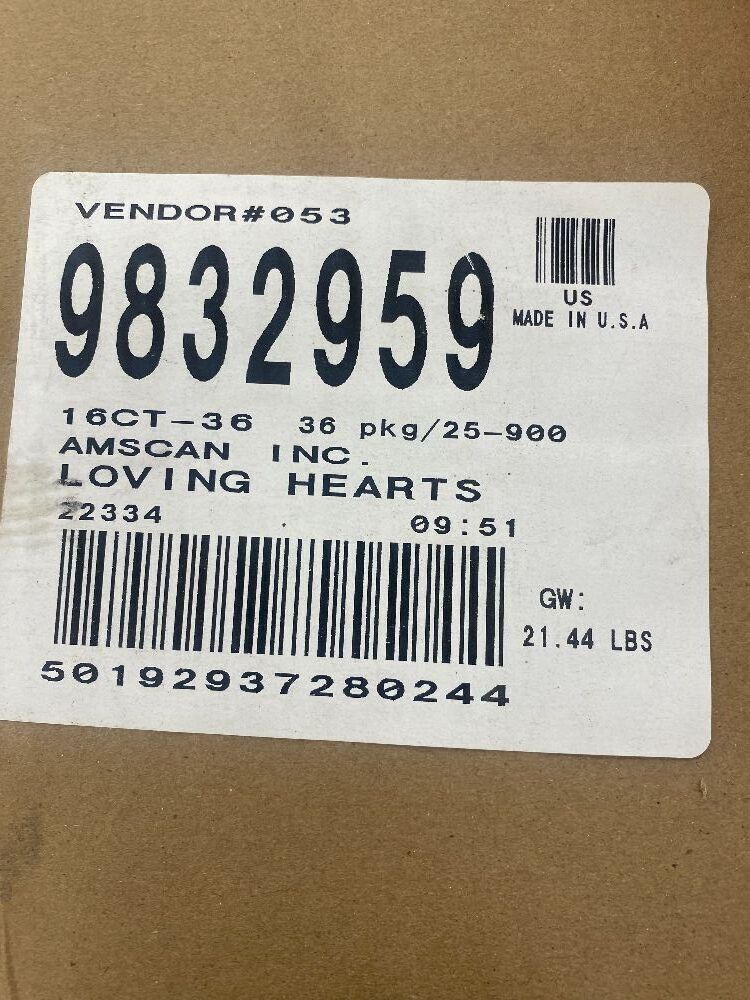 VENDOR#053
9832959
US
MADE IN U.S.A
16CT-36 36 pkg/25-900
AMSCAN INC.
LOVING HEARTS
22334 09:51
GW:
21.44 LBS
50192937280244